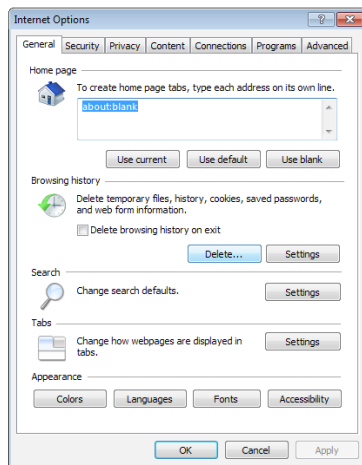 Internet Options
General Security Privacy Content Connections Programs Advanced
Home page
To create home page tabs, type each address on its own line.
about:blank
Use current Use default Use blank
Browsing history
Delete temporary files, history, cookies, saved passwords,
and web form information.
Delete browsing history on exit
Delete... Settings
Search
Change search defaults. Settings
Tabs
Change how webpages are displayed in
tabs. Settings
Appearance
Colors Languages Fonts Accessibility
OK Cancel Apply